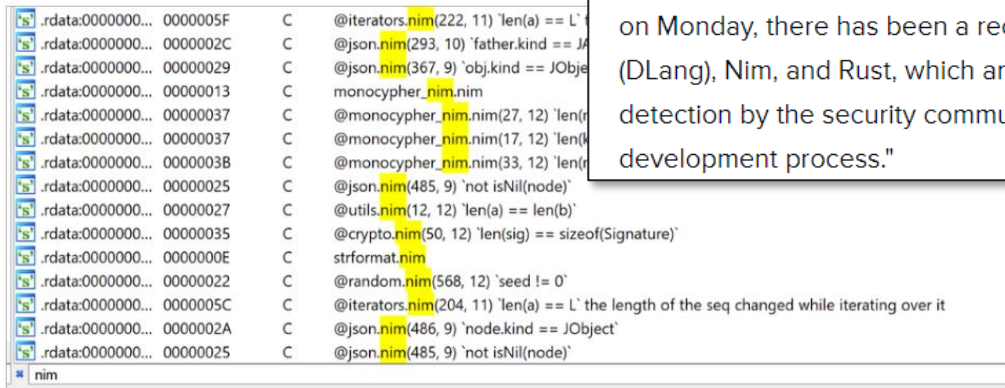 .rdata:0000000... 0000005F C @iterators.nim(222, 11) `len(a) == L`
.rdata:0000000... 0000002C C @json.nim(293, 10) `father.kind ==
.rdata:0000000... 00000029 C @json.nim(367, 9) `obj.kind == JObje
.rdata:0000000... 00000013 C monocypher_nim.nim
.rdata:0000000... 00000037 C @monocypher_nim.nim(27, 12) `len(
.rdata:0000000... 00000037 C @monocypher_nim.nim(17, 12) `len(
.rdata:0000000... 0000003B C @monocypher_nim.nim(33, 12) `len(
.rdata:0000000... 00000025 C @json.nim(485, 9) `not isNil(node)`
.rdata:0000000... 00000027 C @utils.nim(12, 12) `len(a) == len(b)`
.rdata:0000000... 00000035 C @crypto.nim(50, 12) `len(sig) == sizeof(Signature)`
.rdata:0000000... 0000000E C strformat.nim
.rdata:0000000... 00000022 C @random.nim(568, 12) `seed != 0`
.rdata:0000000... 0000005C C @iterators.nim(204, 11) `len(a) == L` the length of the seq changed while iterating over it
.rdata:0000000... 0000002A C @json.nim(486, 9) `node.kind == JObject`
.rdata:0000000... 00000025 C @json.nim(485, 9) `not isNil(node)`
nim
on Monday, there has been a
(DLang), Nim, and Rust, which
detection by the security
development process."